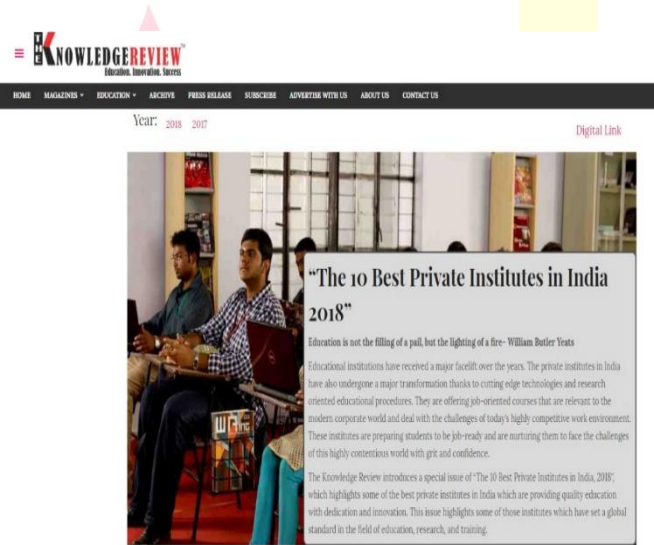 THE KNOWLEDGEREVIEW
Education. Innovation. Success
HOME MAGAZINES EDUCATION ARCHIVE PRESS RELEASE SUBSCRIBE ADVERTISE WITH US ABOUT US CONTACT US
Year: 2018 2017
Digital Link
“The 10 Best Private Institutes in India
2018”
Education is not the filling of a pail, but the lighting of a fire- William Butler Yeats
Educational institutions have received a major facelift over the years. The private institutes in India
have also undergone a major transformation thanks to cutting edge technologies and research
oriented educational procedures. They are offering job-oriented courses that are relevant to the
modern corporate world and deal with the challenges of today's highly competitive work environment.
These institutes are preparing students to be job-ready and are nurturing them to face the challenges
of this highly contentious world with grit and confidence.
The Knowledge Review introduces a special issue of “The 10 Best Private Institutes in India, 2018”,
which highlights some of the best private institutes in India which are providing quality education
with dedication and innovation. This issue highlights some of those institutes which have set a global
standard in the field of education, research, and training.